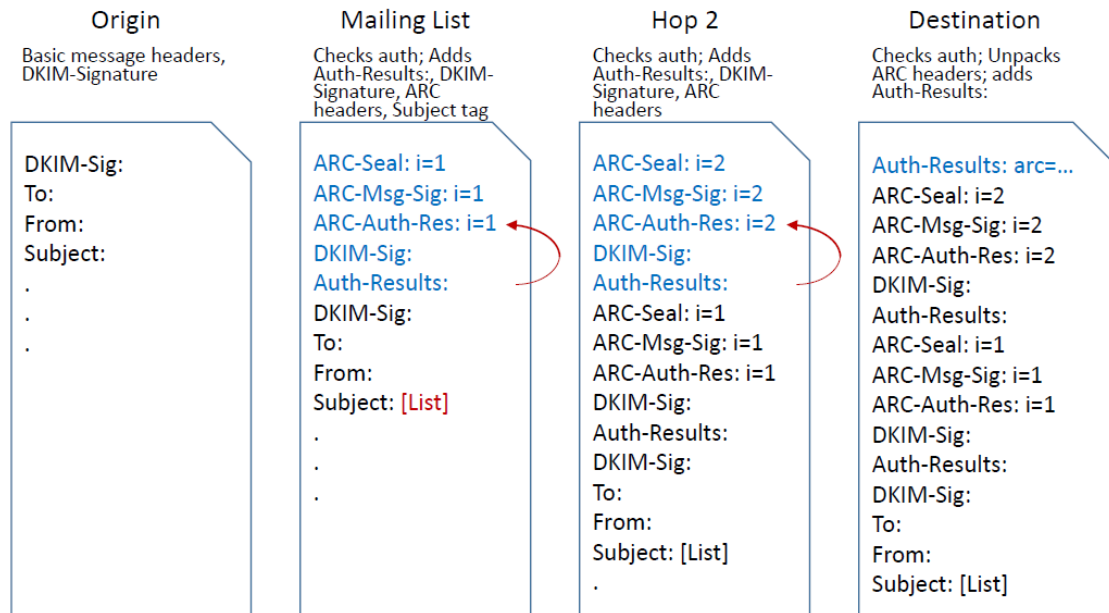 Origin
Basic message headers,
DKIM-Signature
DKIM-Sig:
To:
From:
Subject:
.
.
.
Mailing List
Checks auth; Adds
Auth-Results:, DKIM-
Signature, ARC
headers, Subject tag
ARC-Seal: i=1
ARC-Msg-Sig: i=1
ARC-Auth-Res: i=1
DKIM-Sig:
Auth-Results:
DKIM-Sig:
To:
From:
Subject: [List]
.
.
.
Hop 2
Checks auth; Adds
Auth-Results:, DKIM-
Signature, ARC
headers
ARC-Seal: i=2
ARC-Msg-Sig: i=2
ARC-Auth-Res: i=2
DKIM-Sig:
Auth-Results:
ARC-Seal: i=1
ARC-Msg-Sig: i=1
ARC-Auth-Res: i=1
DKIM-Sig:
Auth-Results:
DKIM-Sig:
To:
From:
Subject: [List]
.
Destination
Checks auth; Unpacks
ARC headers; adds
Auth-Results:
Auth-Results: arc=...
ARC-Seal: i=2
ARC-Msg-Sig: i=2
ARC-Auth-Res: i=2
DKIM-Sig:
Auth-Results:
ARC-Seal: i=1
ARC-Msg-Sig: i=1
ARC-Auth-Res: i=1
DKIM-Sig:
Auth-Results:
DKIM-Sig:
To:
From:
Subject: [List]